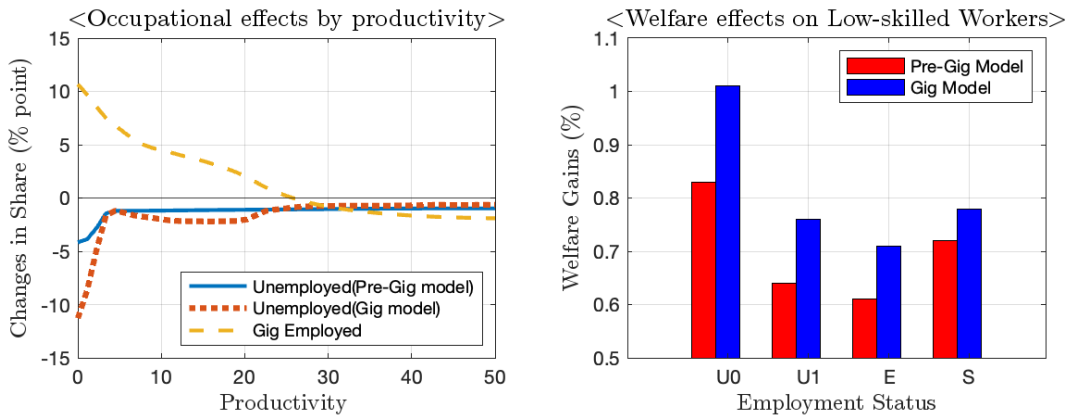 <Occupational effects by productivity>
Changes in Share (% point)
15
10
5
0
-5
-10
-15
Unemployed(Pre-Gig model)
Unemployed(Gig model)
Gig Employed
0
10
20
30
40
50
Productivity
<Welfare effects on Low-skilled Workers>
Welfare Gains (%)
1.1
1
0.9
0.8
0.7
0.6
0.5
Pre-Gig Model
Gig Model
U0
U1
E
S
Employment Status